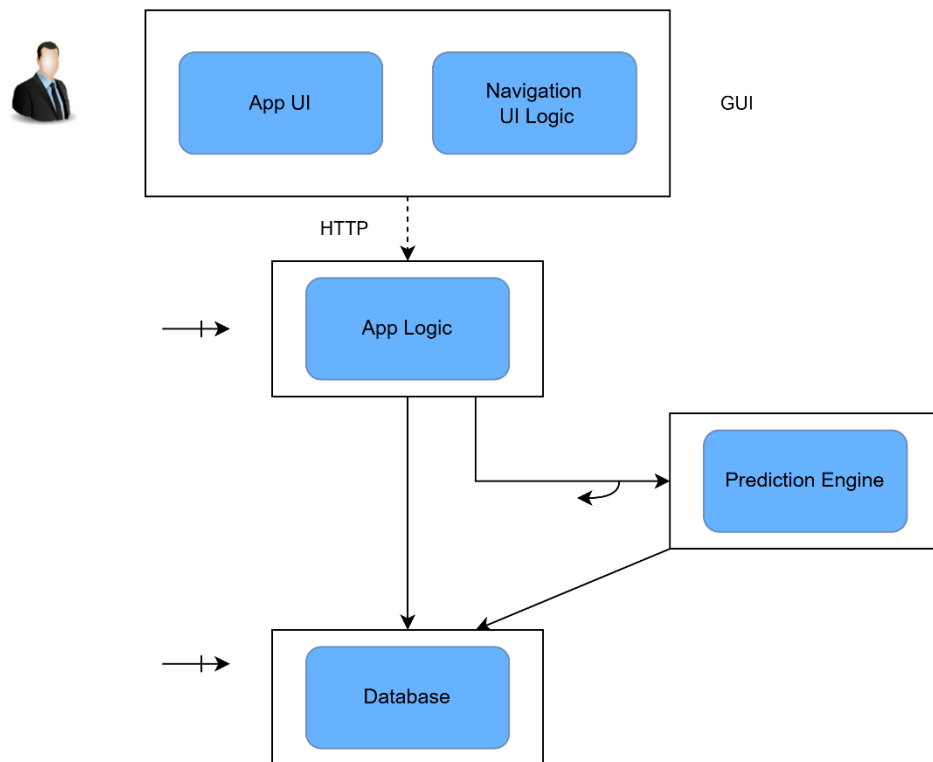 App UI
Navigation
UI Logic
GUI
HTTP
App Logic
Prediction Engine
Database